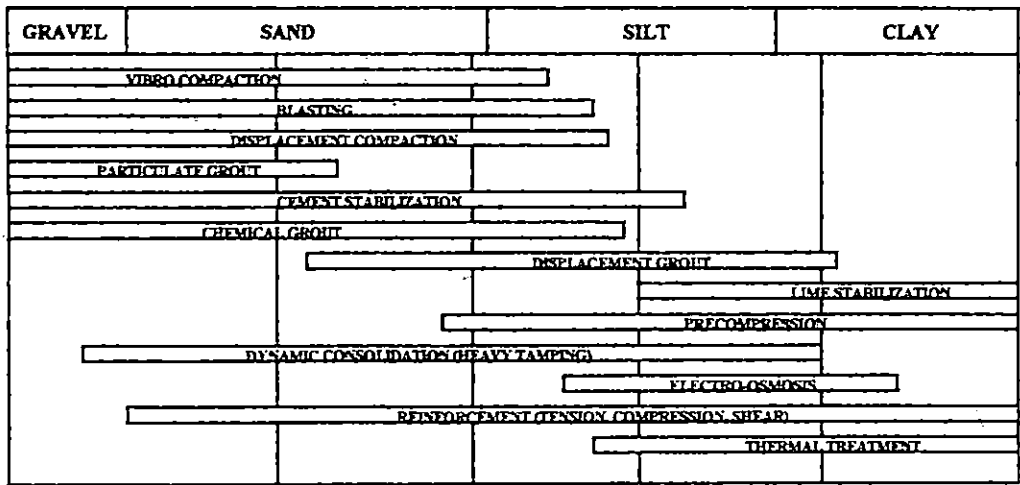 GRAVEL SAND SILT CLAY
VIBRO COMPACTION
BLASTING
DISPLACEMENT COMPACTION
PARTICULATE GROUT
CEMENT STABILIZATION
CHEMICAL GROUT
DISPLACEMENT GROUT
LIME STABILIZATION
PRECOMPRESSION
DYNAMIC CONSOLIDATION (HEAVY TAMPING)
ELECTRO-OSMOSIS
REINFORCEMENT (TENSION, COMPRESSION, SHEAR)
THERMAL TREATMENT